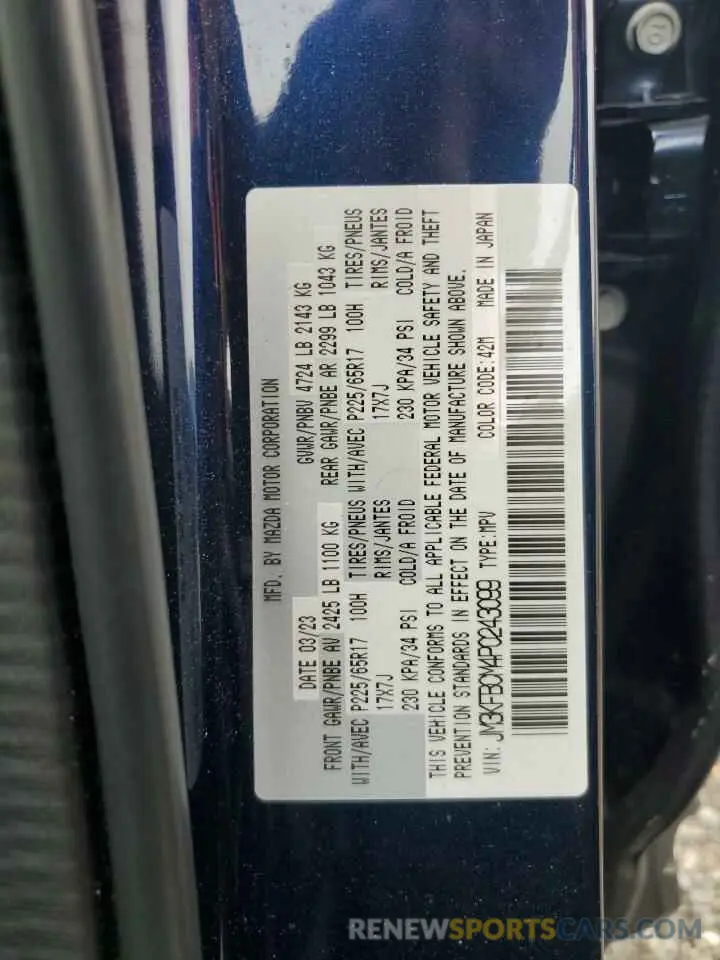 MFD. BY MAZDA MOTOR CORPORATION
DATE 03/23 GVWR/PNBV 4724 LB 2143 KG
FRONT GAWR/PNBE AV 2425 LB 1100 KG REAR GAWR/PNBE AR 2299 LB 1043 KG
WITH/AVEC P225/65R17 100H TIRES/PNEUS WITH/AVEC P225/65R17 100H TIRES/PNEUS
17X7J RIMS/JANTES 17X7J RIMS/JANTES
230 KPA/34 PSI COLD/A FROID 230 KPA/34 PSI COLD/A FROID
THIS VEHICLE CONFORMS TO ALL APPLICABLE FEDERAL MOTOR VEHICLE SAFETY AND THEFT
PREVENTION STANDARDS IN EFFECT ON THE DATE OF MANUFACTURE SHOWN ABOVE.
VIN: JM3KFBCM4P0243099 TYPE:MPV COLOR CODE:42M MADE IN JAPAN
10
RENEWSPORTSCARS.COM